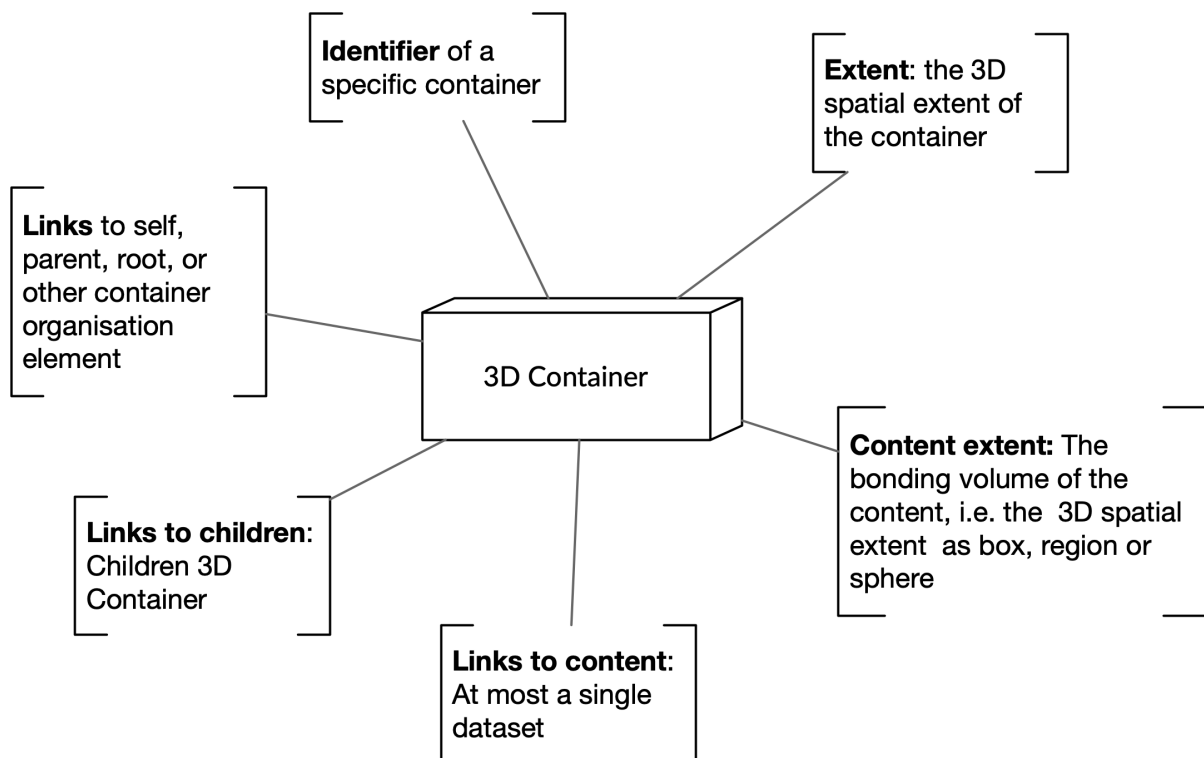 Identifier of a
specific container
Extent: the 3D
spatial extent of
the container
Links to self,
parent, root, or
other container
organisation
element
3D Container
Content extent: The
bonding volume of the
content, i.e. the  3D spatial
extent  as box, region or
sphere
Links to children:
Children 3D
Container
Links to content:
At most a single
dataset